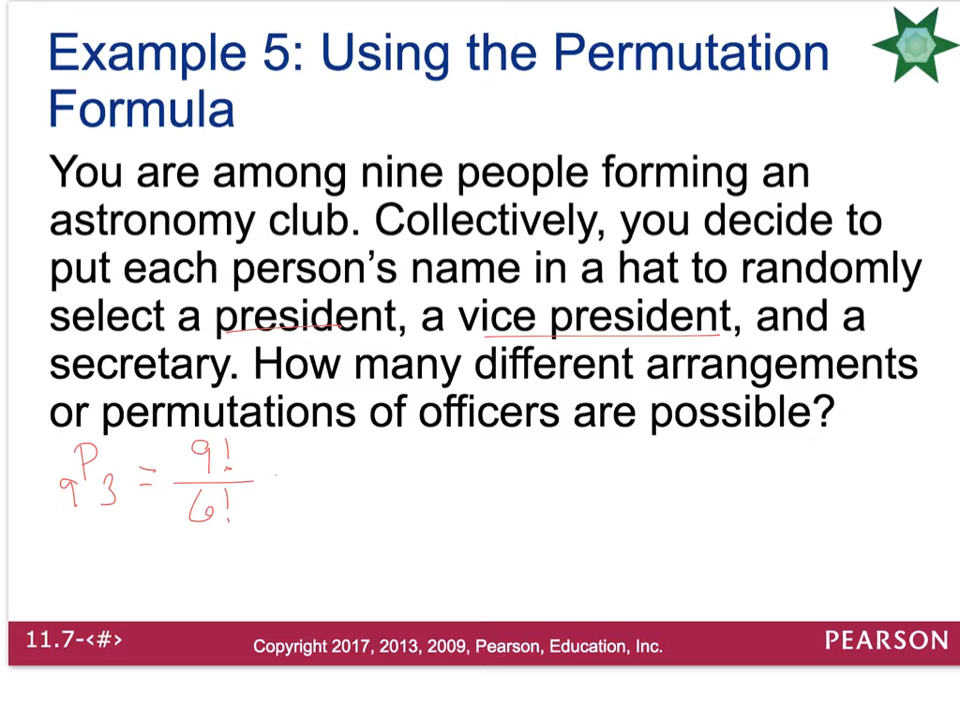 Example 5: Using the Permutation
Formula
You are among nine people forming an
astronomy club. Collectively, you decide to
put each person’s name in a hat to randomly
select a president, a vice president, and a
secretary. How many different arrangements
or permutations of officers are possible?
9P3 = 9!/6!
11.7-<#>
Copyright 2017, 2013, 2009, Pearson, Education, Inc.
PEARSON